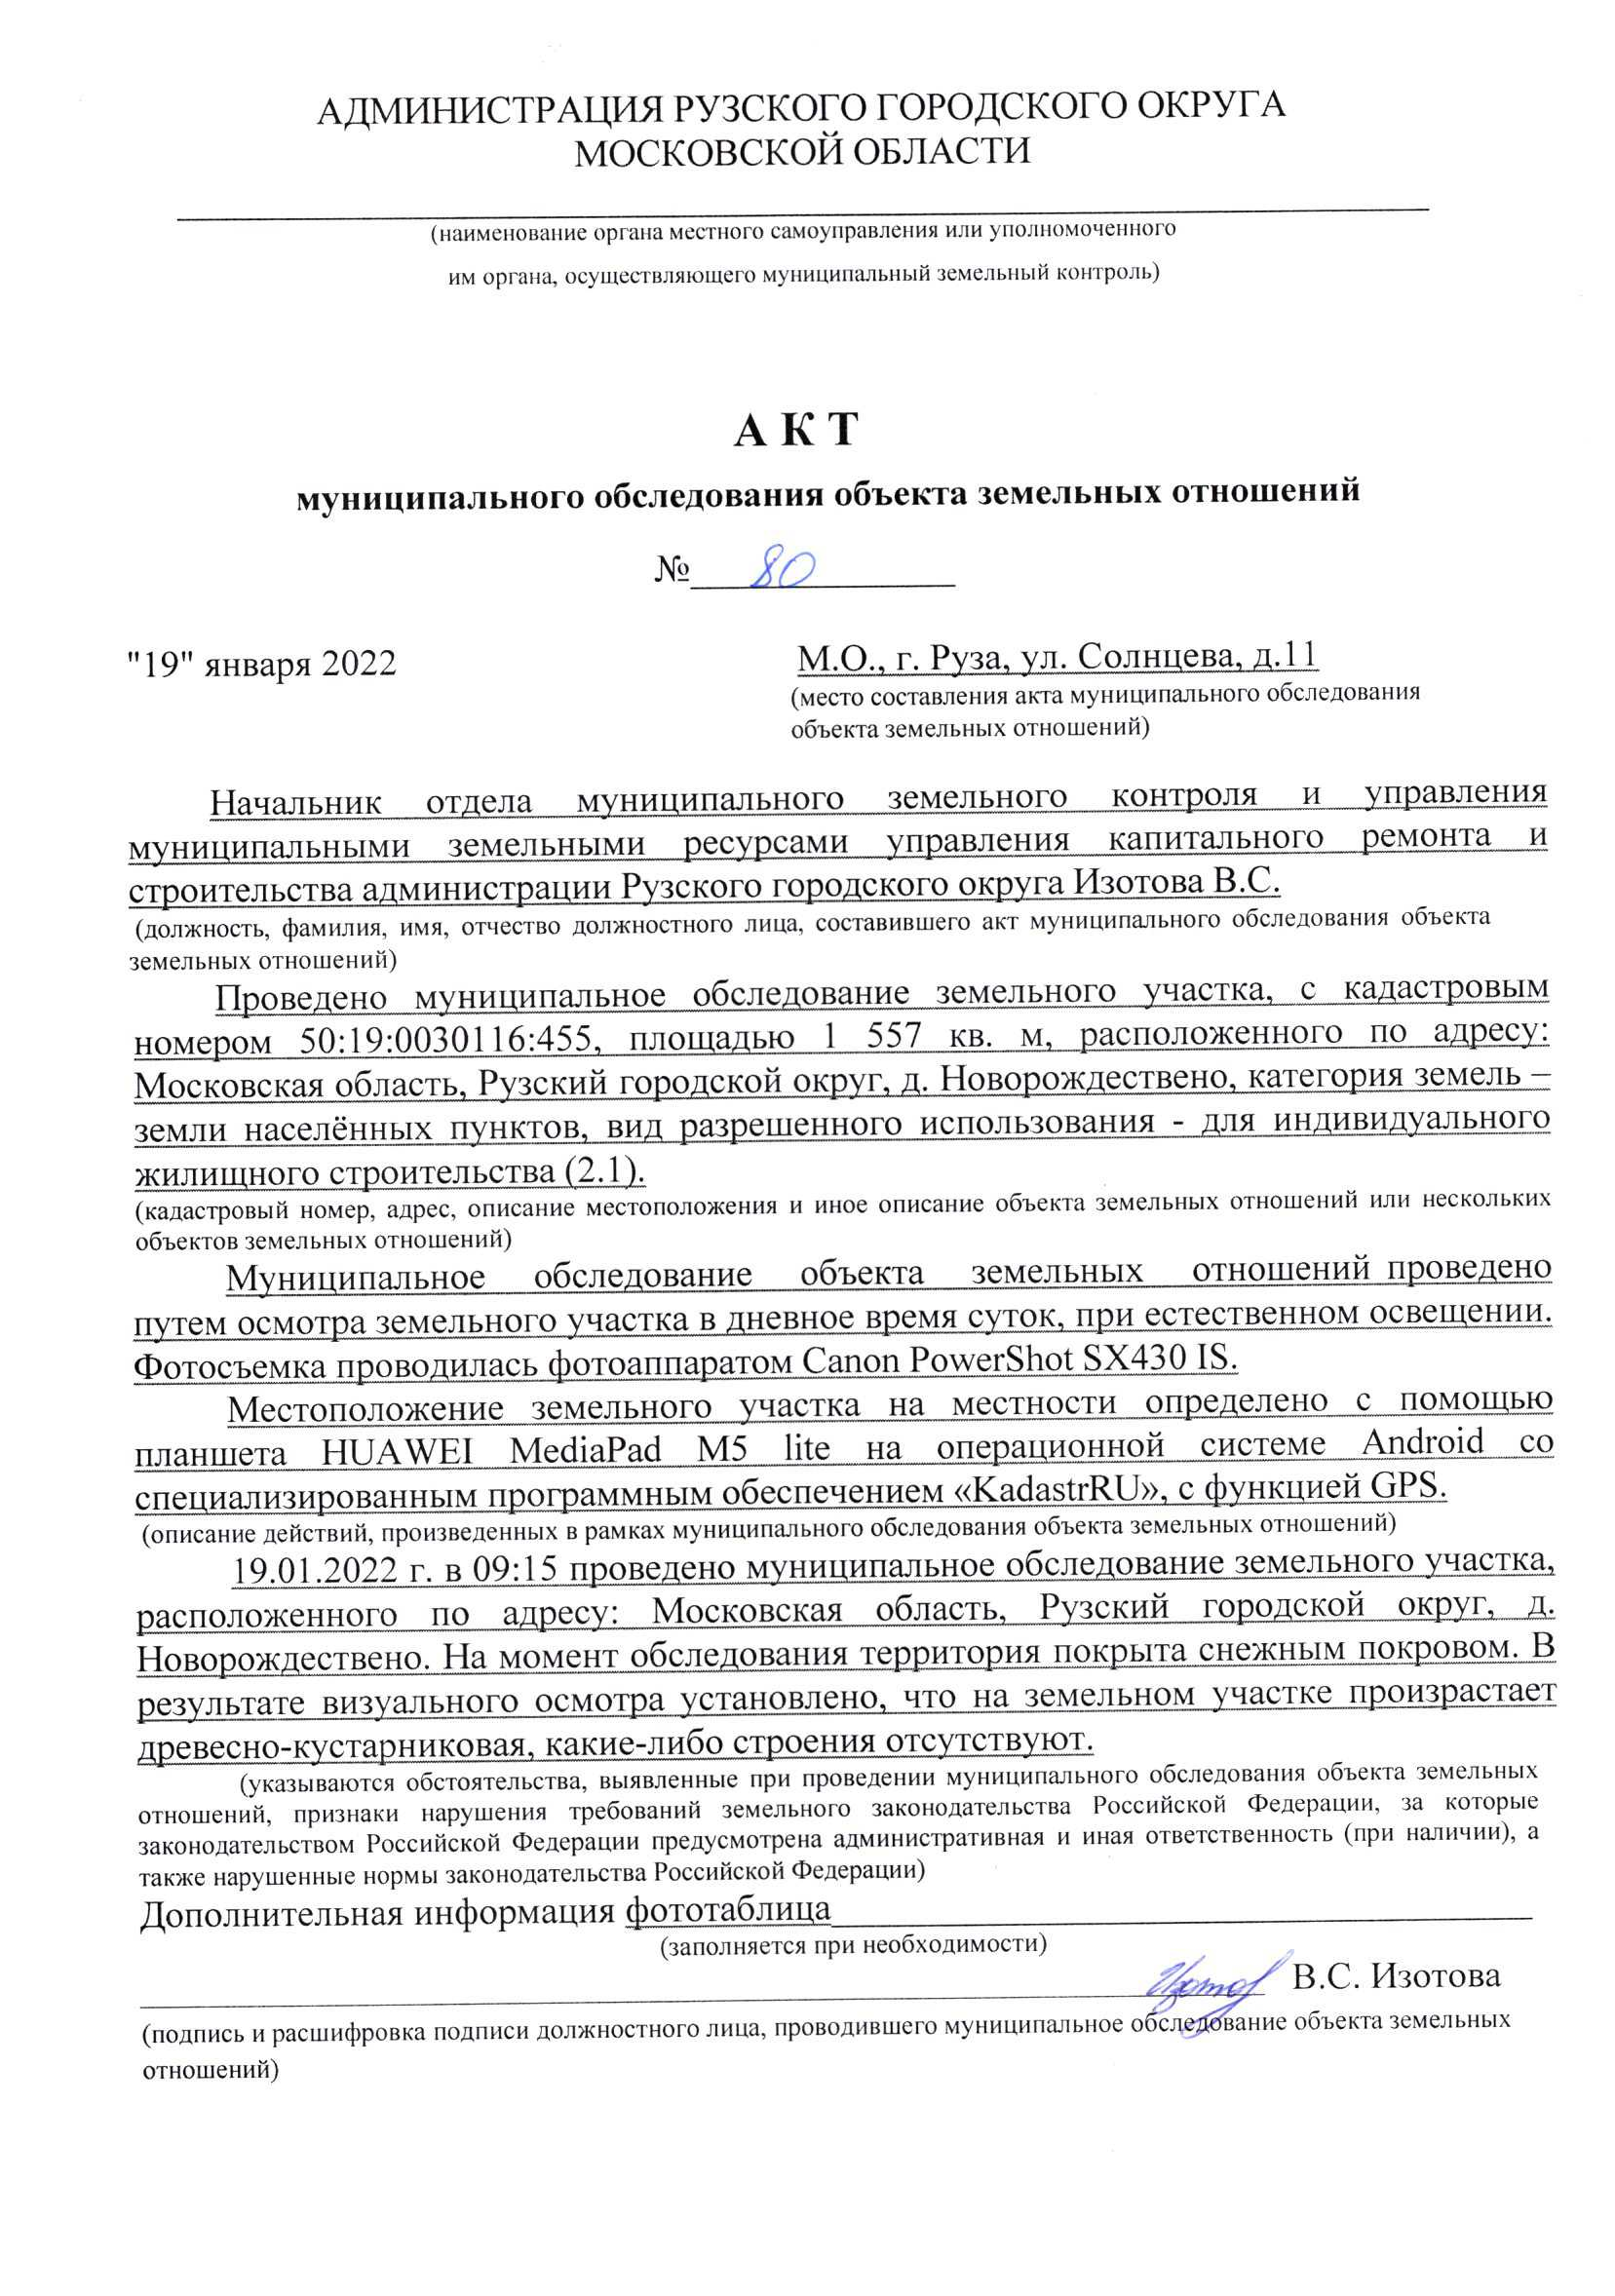 АДМИНИСТРАЦИЯ РУЗСКОГО ГОРОДСКОГО ОКРУГА
МОСКОВСКОЙ ОБЛАСТИ
(наименование органа местного самоуправления или уполномоченного
им органа, осуществляющего муниципальный земельный контроль)
А К Т
муниципального обследования объекта земельных отношений
№ 80
"19" января 2022
М.О., г. Руза, ул. Солнцева, д.11
(место составления акта муниципального обследования
объекта земельных отношений)
Начальник отдела муниципального земельного контроля и управления
муниципальными земельными ресурсами управления капитального ремонта и
строительства администрации Рузского городского округа Изотова В.С.
(должность, фамилия, имя, отчество должностного лица, составившего акт муниципального обследования объекта
земельных отношений)
Проведено муниципальное обследование земельного участка, с кадастровым
номером 50:19:0030116:455, площадью 1 557 кв. м, расположенного по адресу:
Московская область, Рузский городской округ, д. Новорождествено, категория земель –
земли населённых пунктов, вид разрешенного использования - для индивидуального
жилищного строительства (2.1).
(кадастровый номер, адрес, описание местоположения и иное описание объекта земельных отношений или нескольких
объектов земельных отношений)
Муниципальное обследование объекта земельных отношений проведено
путем осмотра земельного участка в дневное время суток, при естественном освещении.
Фотосъемка проводилась фотоаппаратом Canon PowerShot SX430 IS.
Местоположение земельного участка на местности определено с помощью
планшета HUAWEI MediaPad M5 lite на операционной системе Android со
специализированным программным обеспечением «KadastrRU», с функцией GPS.
(описание действий, произведенных в рамках муниципального обследования объекта земельных отношений)
19.01.2022 г. в 09:15 проведено муниципальное обследование земельного участка,
расположенного по адресу: Московская область, Рузский городской округ, д.
Новорождествено. На момент обследования территория покрыта снежным покровом. В
результате визуального осмотра установлено, что на земельном участке произрастает
древесно-кустарниковая, какие-либо строения отсутствуют.
(указываются обстоятельства, выявленные при проведении муниципального обследования объекта земельных
отношений, признаки нарушения требований земельного законодательства Российской Федерации, за которые
законодательством Российской Федерации предусмотрена административная и иная ответственность (при наличии), а
также нарушенные нормы законодательства Российской Федерации)
Дополнительная информация фототаблица
(заполняется при необходимости)
В.С. Изотова
(подпись и расшифровка подписи должностного лица, проводившего муниципальное обследование объекта земельных
отношений)